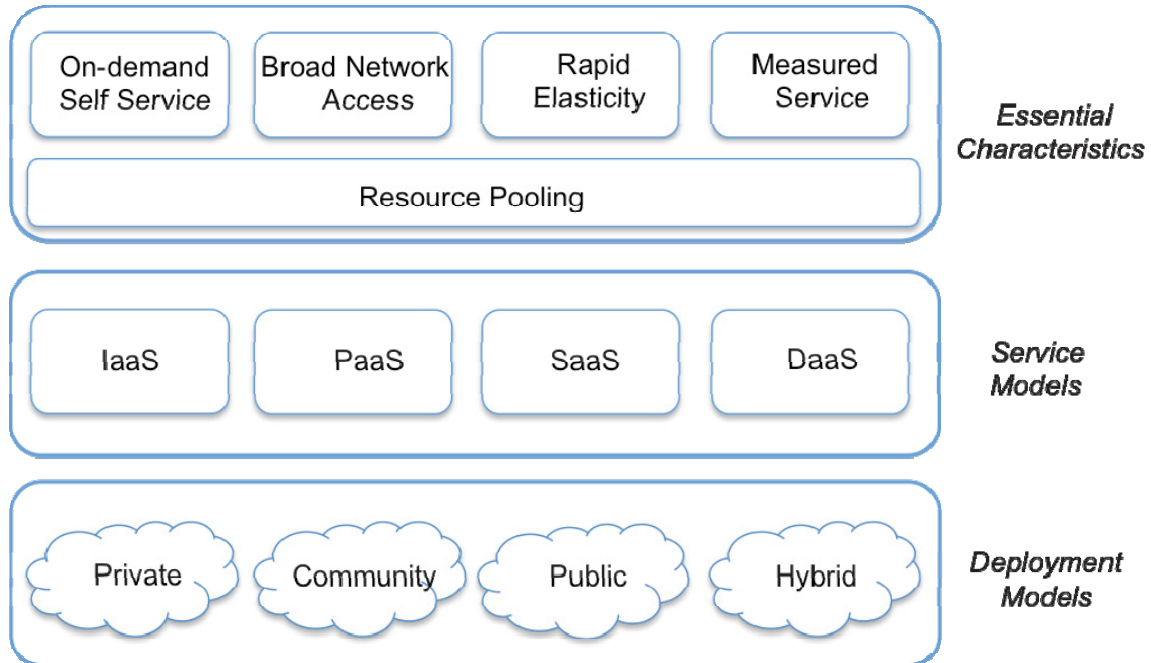 On-demand
Self Service
Broad Network
Access
Rapid
Elasticity
Measured
Service
Essential
Characteristics
Resource Pooling
IaaS
PaaS
SaaS
DaaS
Service
Models
Private
Community
Public
Hybrid
Deployment
Models